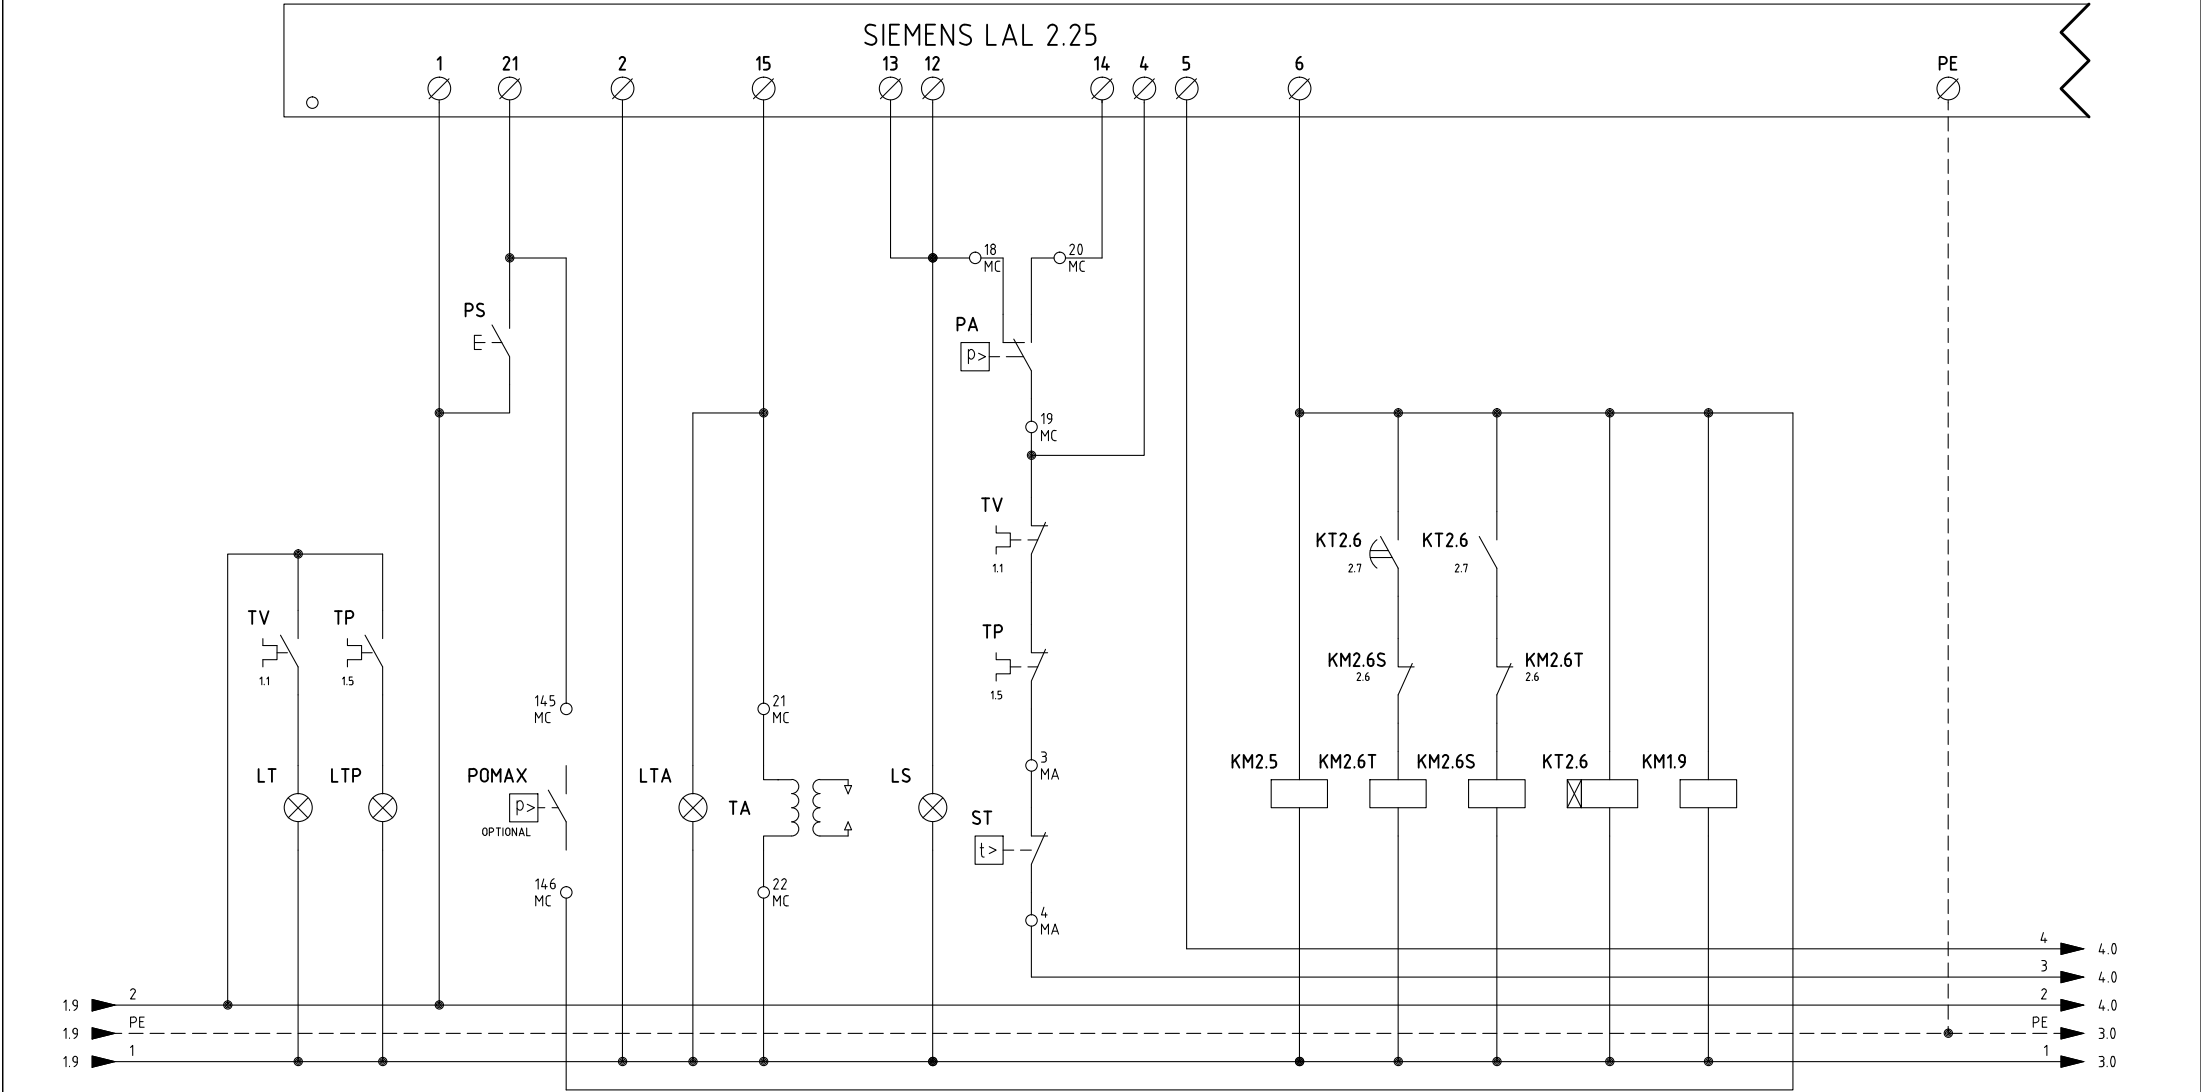 SIEMENS LAL 2.25
1 21 2 15 13 12 14 4 5 6 PE
18
MC
20
MC
PS
PA
p>
19
MC
TV
1.1
KT2.6
2.7
KT2.6
2.7
TV
1.1
TP
1.5
TP
1.5
KM2.6S
2.6
KM2.6T
2.6
145
MC
21
MC
3
MA
LT
LTP
POMAX
p>
OPTIONAL
LTA
TA
LS
KM2.5
KM2.6T
KM2.6S
KT2.6
KM1.9
ST
t>
146
MC
22
MC
4
MA
4 4.0
3 4.0
1.9 2 2 4.0
1.9 PE PE 3.0
1.9 1 1 3.0